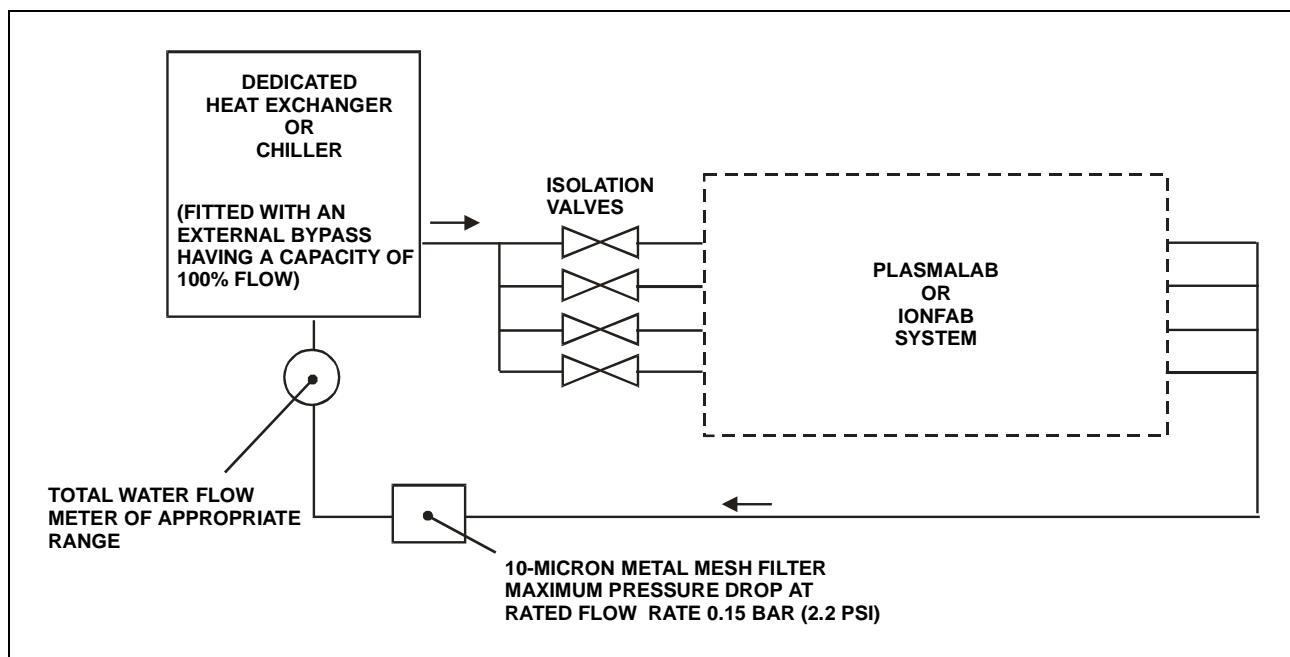 DEDICATED
HEAT EXCHANGER
OR
CHILLER
(FITTED WITH AN
EXTERNAL BYPASS
HAVING A CAPACITY OF
100% FLOW)
ISOLATION
VALVES
PLASMALAB
OR
IONFAB
SYSTEM
TOTAL WATER FLOW
METER OF APPROPRIATE
RANGE
10-MICRON METAL MESH FILTER
MAXIMUM PRESSURE DROP AT
RATED FLOW RATE 0.15 BAR (2.2 PSI)